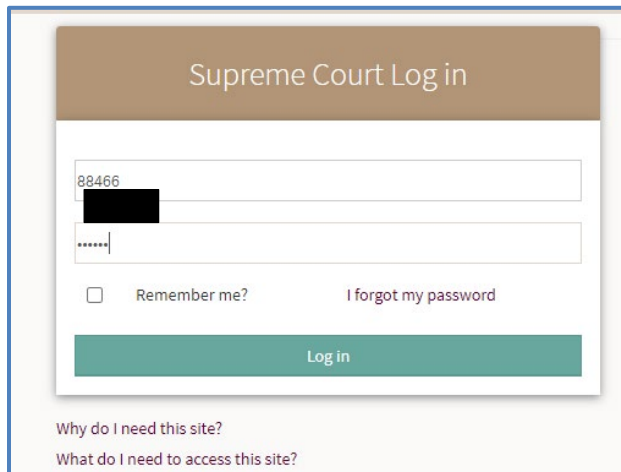 Supreme Court Log in
88466
••••••
Remember me? I forgot my password
Log in
Why do I need this site?
What do I need to access this site?